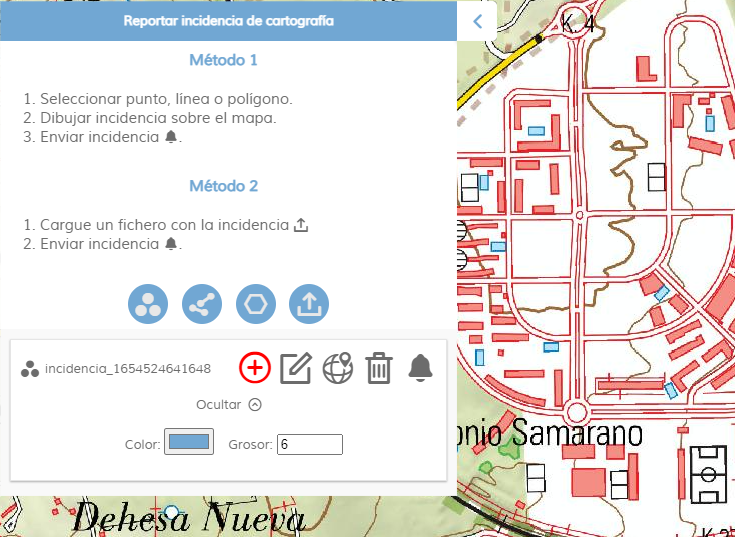 Reportar incidencia de cartografía
Método 1
1. Seleccionar punto, línea o polígono.
2. Dibujar incidencia sobre el mapa.
3. Enviar incidencia.
Método 2
1. Cargue un fichero con la incidencia
2. Enviar incidencia.
incidencia_1654524641648
Ocultar
Color: Grosor: 6
K. 4
onio Samarano
Dehesa Nueva